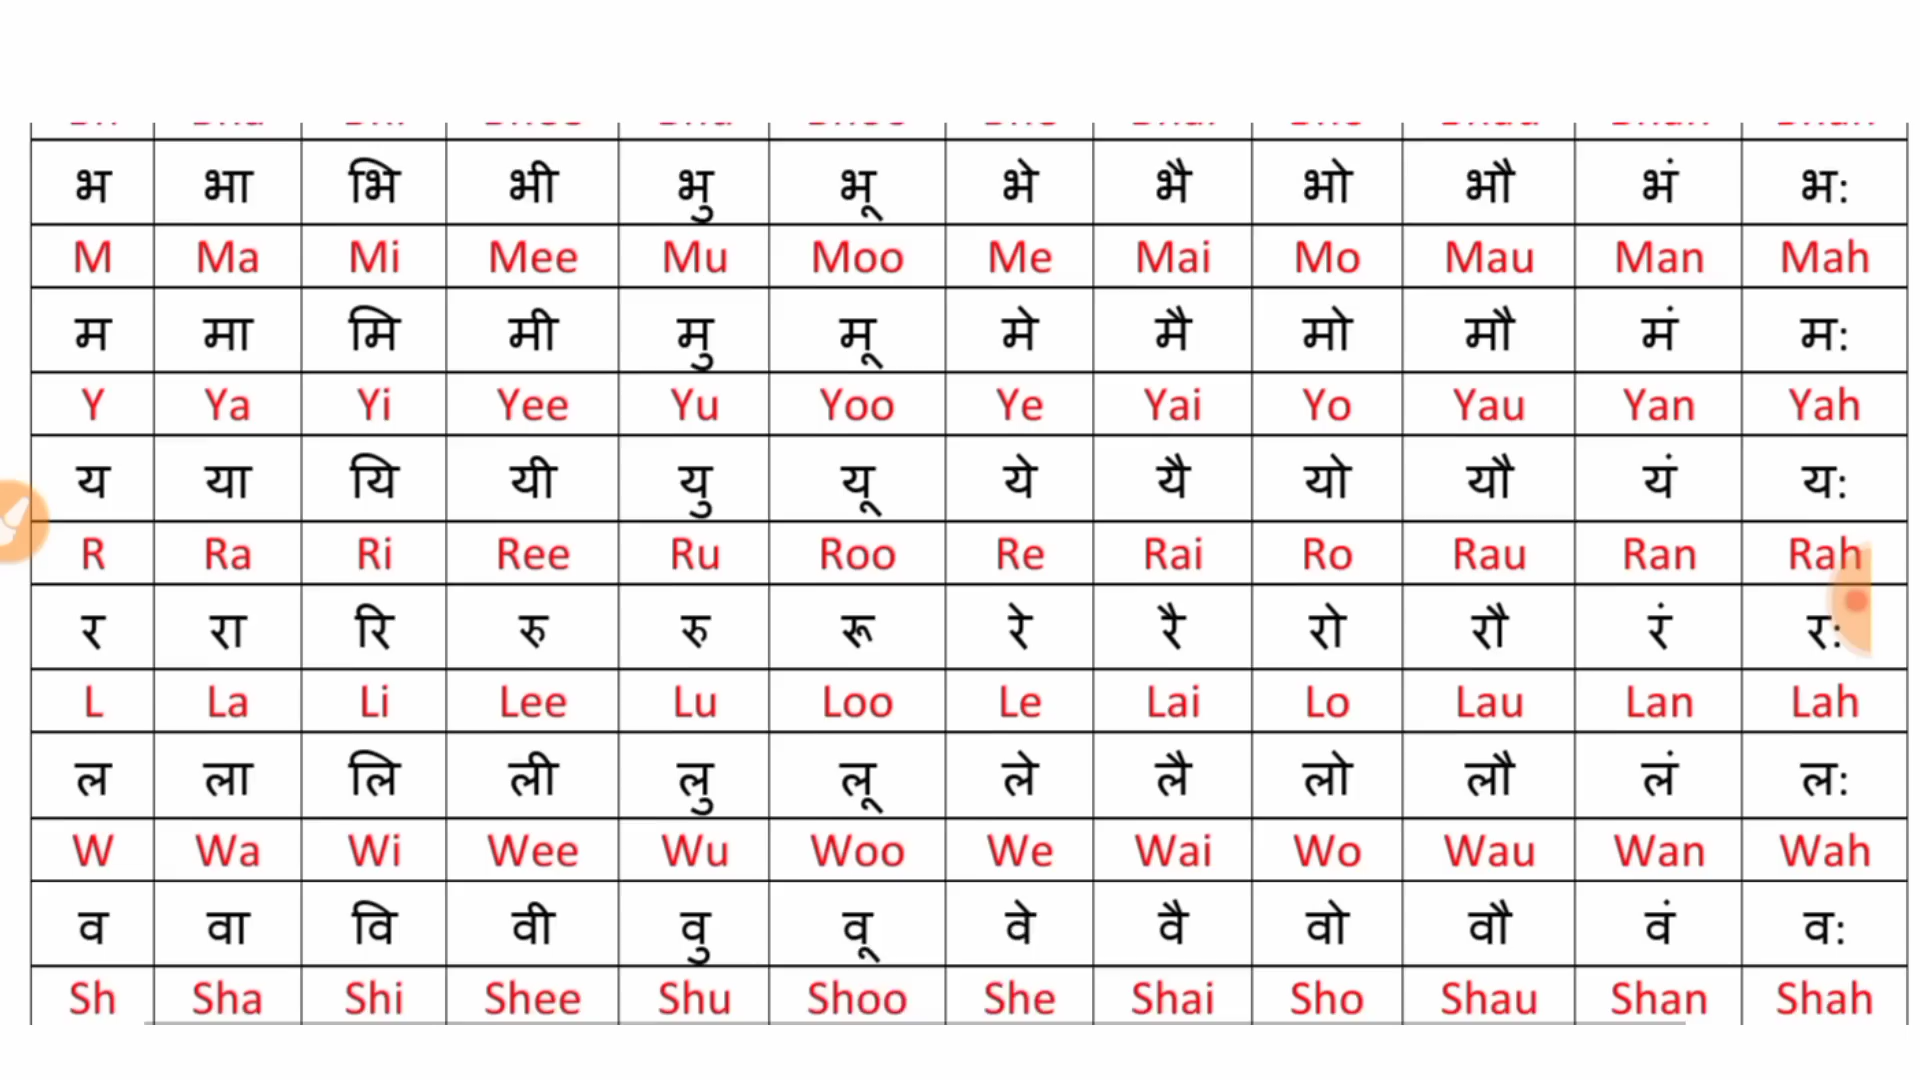 भ भा भि भी भु भू भे भै भो भौ भं भः
M Ma Mi Mee Mu Moo Me Mai Mo Mau Man Mah
म मा मि मी मु मू मे मै मो मौ मं मः
Y Ya Yi Yee Yu Yoo Ye Yai Yo Yau Yan Yah
य या यि यी यु यू ये यै यो यौ यं यः
R Ra Ri Ree Ru Roo Re Rai Ro Rau Ran Rah
र रा रि रु रु रू रे रै रो रौ रं रः
L La Li Lee Lu Loo Le Lai Lo Lau Lan Lah
ल ला लि ली लु लू ले लै लो लौ लं लः
W Wa Wi Wee Wu Woo We Wai Wo Wau Wan Wah
व वा वि वी वु वू वे वै वो वौ वं वः
Sh Sha Shi Shee Shu Shoo She Shai Sho Shau Shan Shah